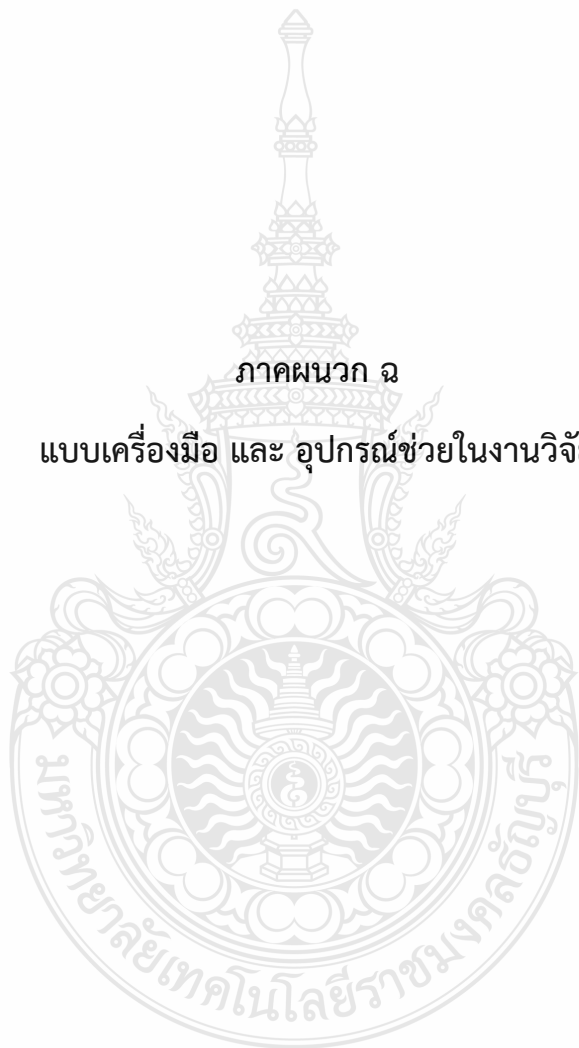 ภาคผนวก ฉ
แบบเครื่องมือ และ อุปกรณ์ช่วยในงาน
มหาวิทยาลัยเทคโนโลยีราชมงคลธัญบุรี